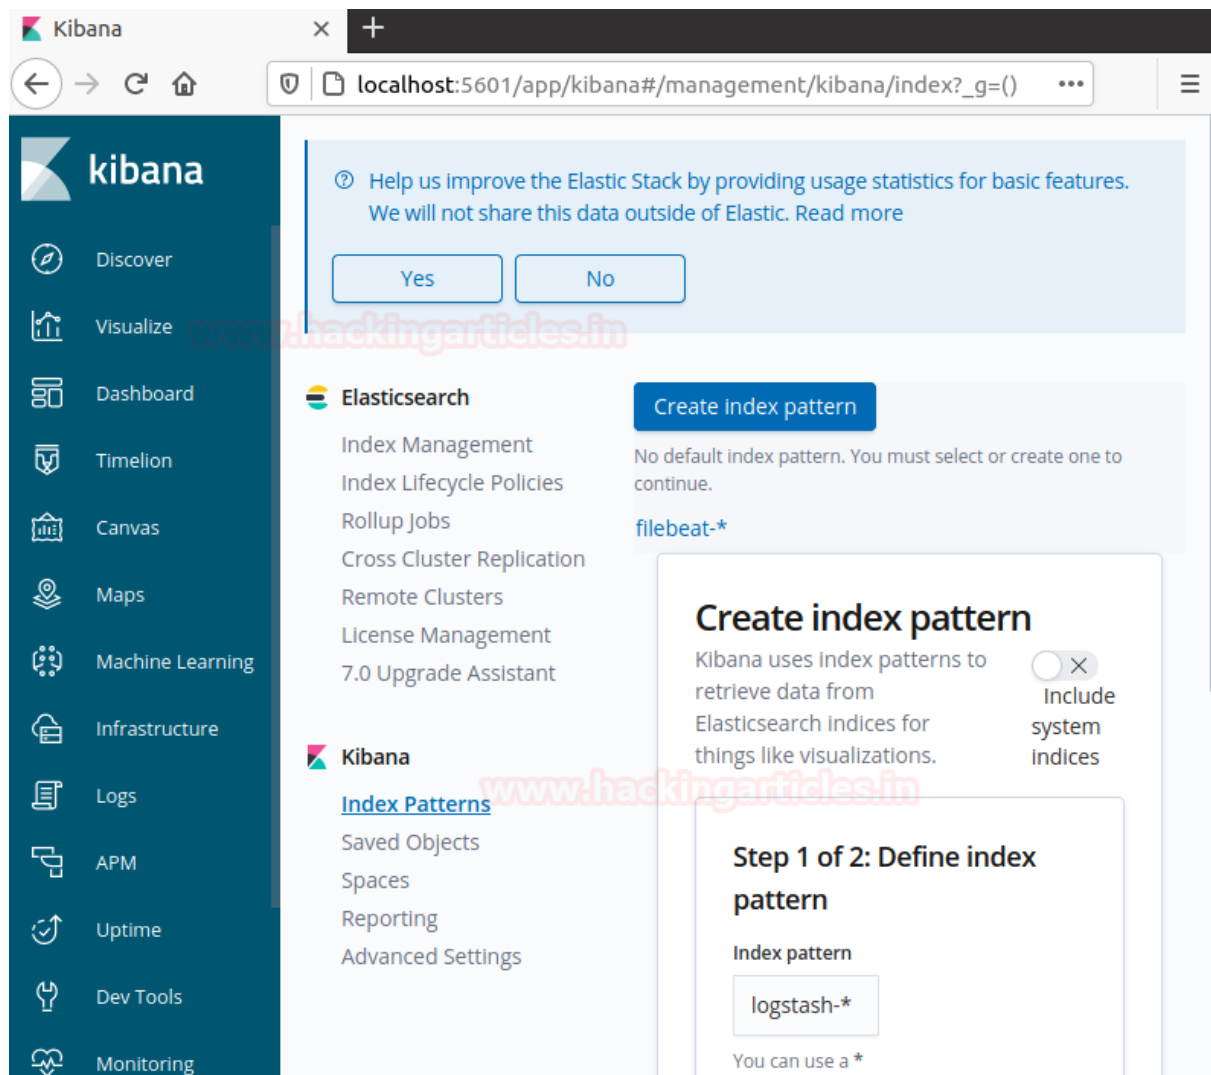 Kibana
localhost:5601/app/kibana#/management/kibana/index?_g=()
kibana
Discover
Visualize
Dashboard
Timelion
Canvas
Maps
Machine Learning
Infrastructure
Logs
APM
Uptime
Dev Tools
Monitoring
Help us improve the Elastic Stack by providing usage statistics for basic features.
We will not share this data outside of Elastic. Read more
Yes
No
www.hackingarticles.in
Elasticsearch
Index Management
Index Lifecycle Policies
Rollup Jobs
Cross Cluster Replication
Remote Clusters
License Management
7.0 Upgrade Assistant
Kibana
Index Patterns
Saved Objects
Spaces
Reporting
Advanced Settings
Create index pattern
No default index pattern. You must select or create one to
continue.
filebeat-*
Create index pattern
Kibana uses index patterns to
retrieve data from
Elasticsearch indices for
things like visualizations.
Include
system
indices
www.hackingarticles.in
Step 1 of 2: Define index
pattern
Index pattern
logstash-*
You can use a *